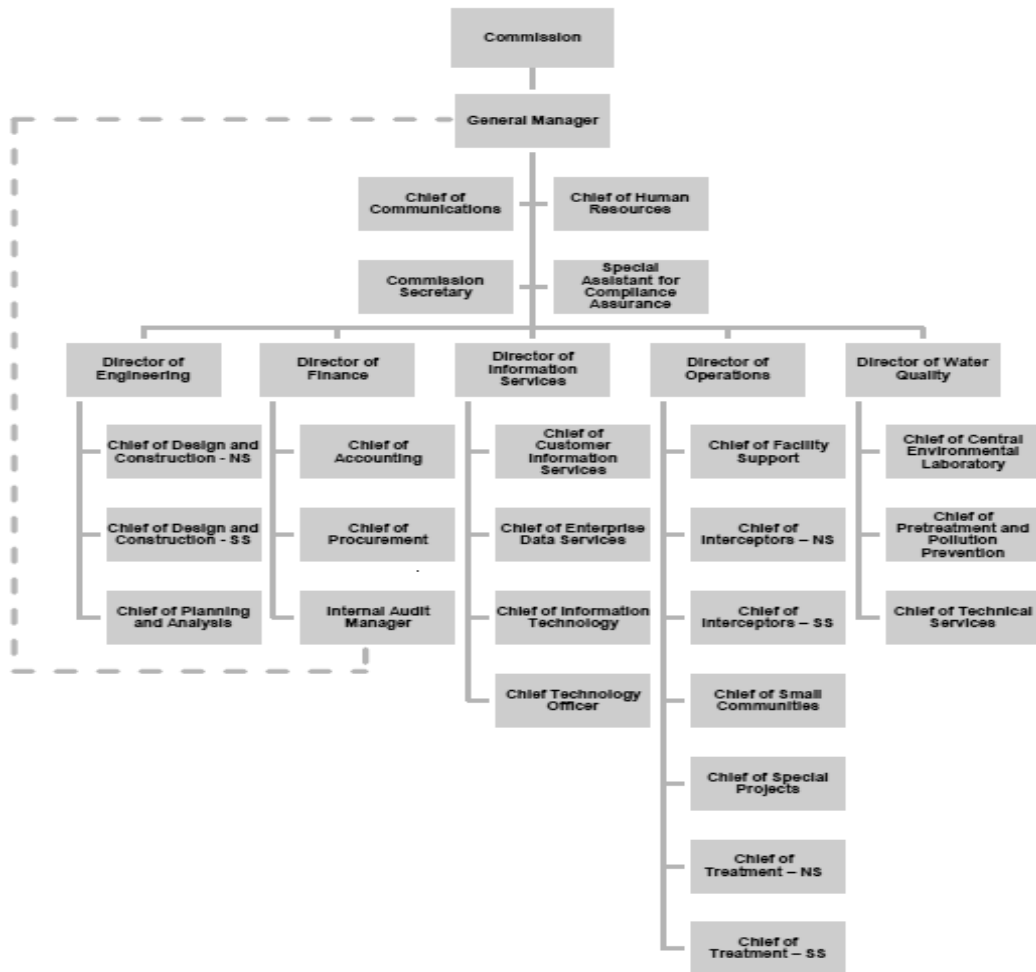 Commission
General Manager
Chief of
Communications
Chief of Human
Resources
Commission
Secretary
Special
Assistant for
Compliance
Assurance
Director of
Engineering
Director of
Finance
Director of
Information
Services
Director of
Operations
Director of Water
Quality
Chief of Design and
Construction - NS
Chief of
Accounting
Chief of
Customer
Information
Services
Chief of Facility
Support
Chief of Central
Environmental
Laboratory
Chief of Design and
Construction - SS
Chief of
Procurement
Chief of Enterprise
Data Services
Chief of
Interceptors – NS
Chief of
Pretreatment and
Pollution
Prevention
Chief of Planning
and Analysis
Internal Audit
Manager
Chief of Information
Technology
Chief of
Interceptors – SS
Chief of Technical
Services
Chief Technology
Officer
Chief of Small
Communities
Chief of Special
Projects
Chief of
Treatment – NS
Chief of
Treatment – SS